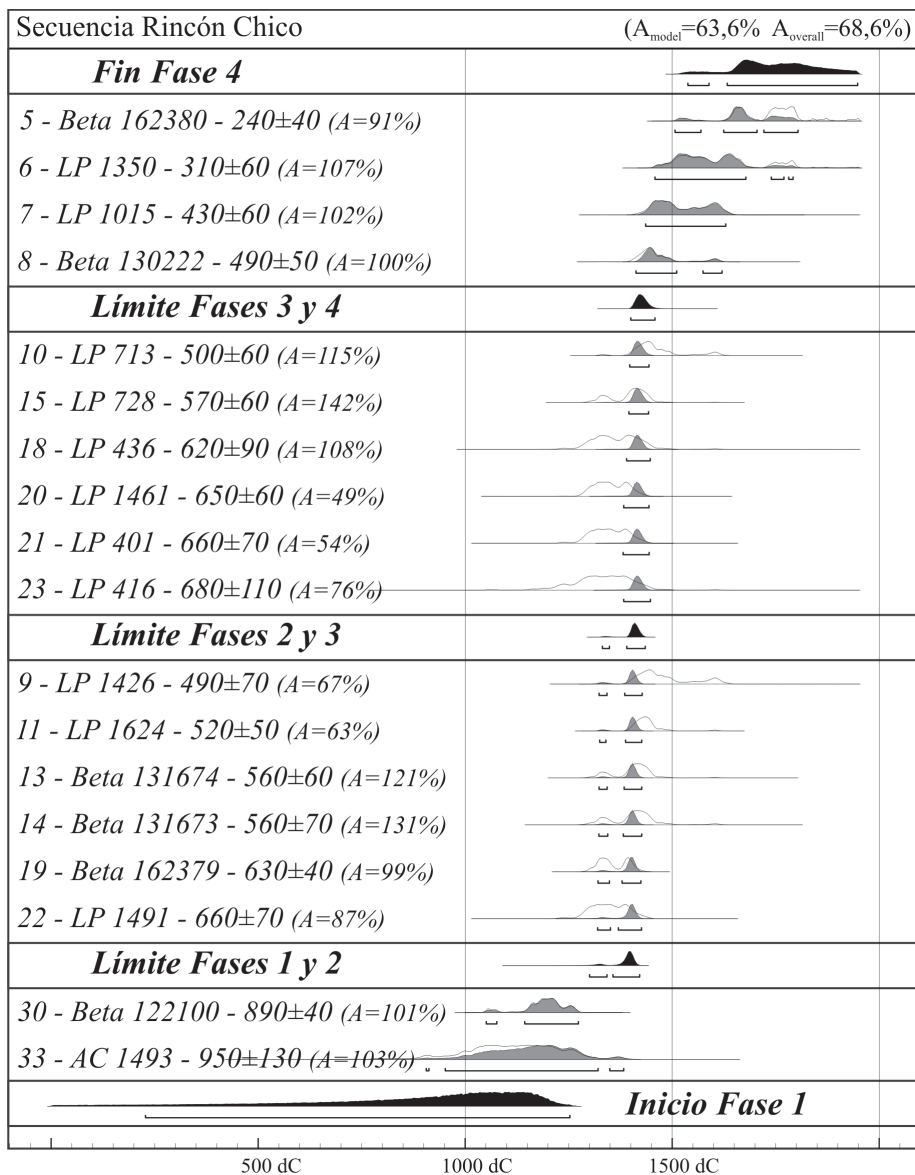 Secuencia Rincón Chico (Amodel=63,6% Aoverall=68,6%)
Fin Fase 4
5 - Beta 162380 - 240±40 (A=91%)
6 - LP 1350 - 310±60 (A=107%)
7 - LP 1015 - 430±60 (A=102%)
8 - Beta 130222 - 490±50 (A=100%)
Límite Fases 3 y 4
10 - LP 713 - 500±60 (A=115%)
15 - LP 728 - 570±60 (A=142%)
18 - LP 436 - 620±90 (A=108%)
20 - LP 1461 - 650±60 (A=49%)
21 - LP 401 - 660±70 (A=54%)
23 - LP 416 - 680±110 (A=76%)
Límite Fases 2 y 3
9 - LP 1426 - 490±70 (A=67%)
11 - LP 1624 - 520±50 (A=63%)
13 - Beta 131674 - 560±60 (A=121%)
14 - Beta 131673 - 560±70 (A=131%)
19 - Beta 162379 - 630±40 (A=99%)
22 - LP 1491 - 660±70 (A=87%)
Límite Fases 1 y 2
30 - Beta 122100 - 890±40 (A=101%)
33 - AC 1493 - 950±130 (A=103%)
Inicio Fase 1
500 dC 1000 dC 1500 dC